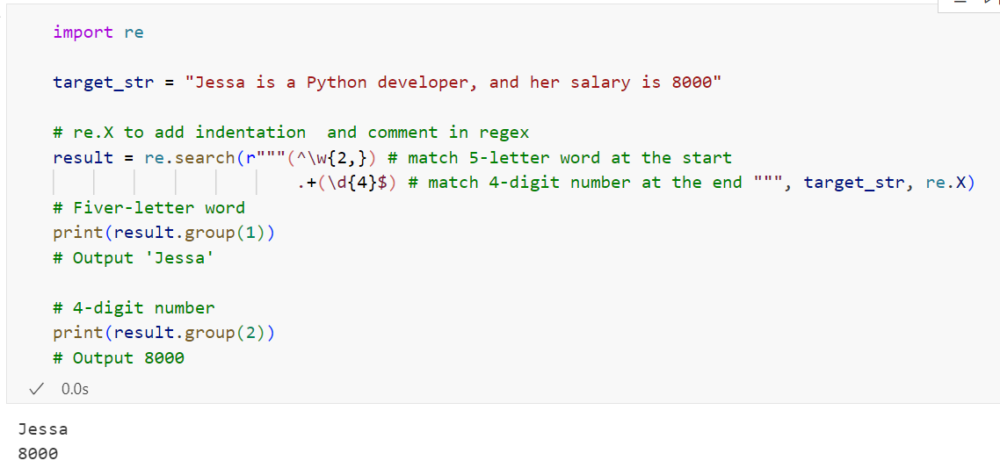 import re
target_str = "Jessa is a Python developer, and her salary is 8000"
# re.X to add indentation  and comment in regex
result = re.search(r"""(^\w{2,}) # match 5-letter word at the start
                        .+(\d{4}$) # match 4-digit number at the end """, target_str, re.X)
# Fiver-letter word
print(result.group(1))
# Output 'Jessa'
# 4-digit number
print(result.group(2))
# Output 8000
0.0s
Jessa
8000